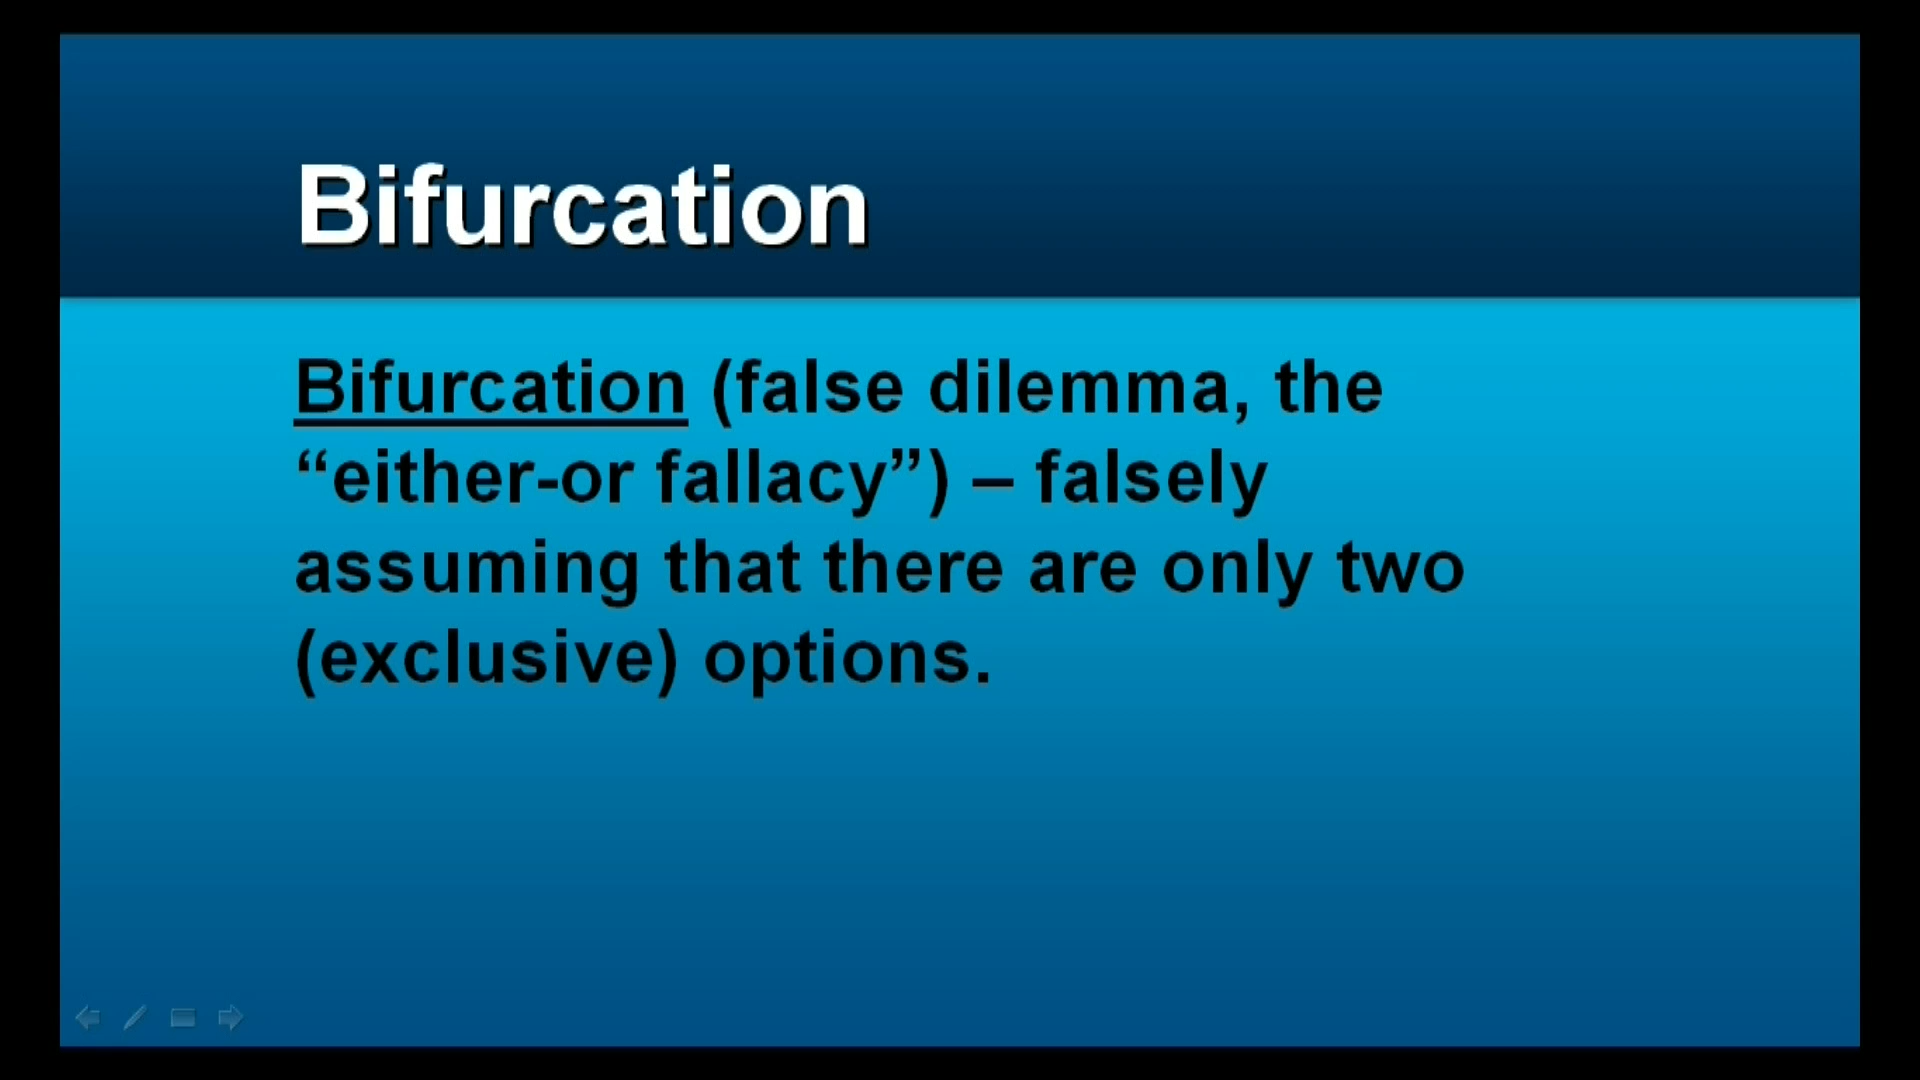 Bifurcation
Bifurcation (false dilemma, the
“either-or fallacy”) – falsely
assuming that there are only two
(exclusive) options.